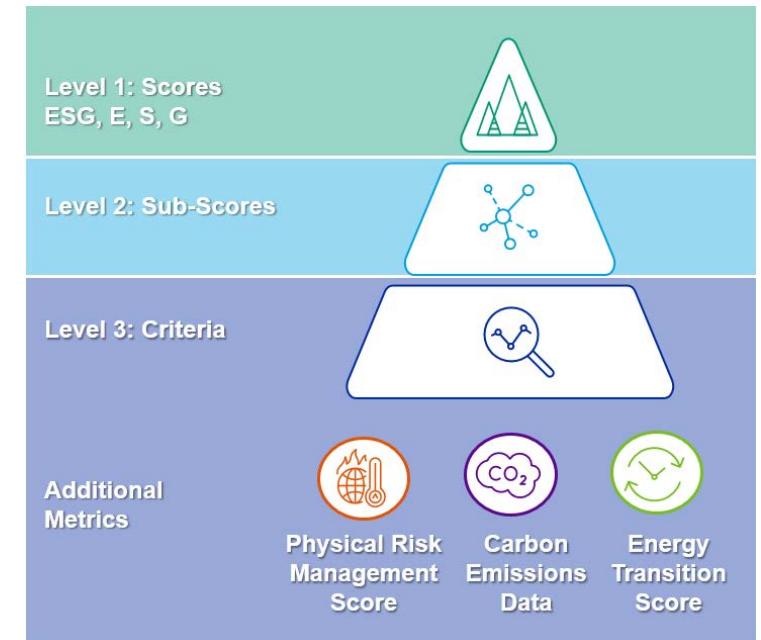 Level 1: Scores
ESG, E, S, G
Level 2: Sub-Scores
Level 3: Criteria
Additional
Metrics
CO2
Physical Risk
Management
Score
Carbon
Emissions
Data
Energy
Transition
Score